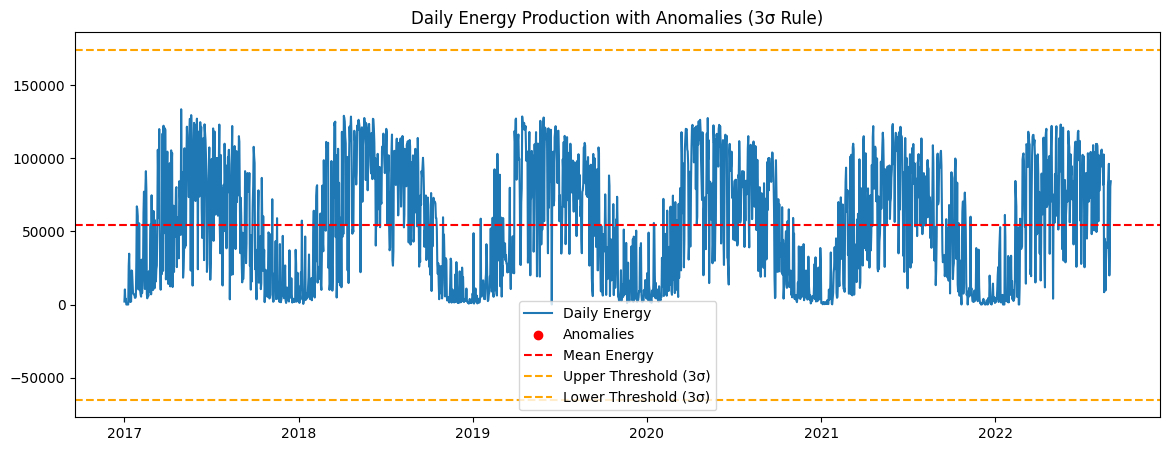 Daily Energy Production with Anomalies (3σ Rule)
150000
100000
50000
0
−50000
Daily Energy
Anomalies
Mean Energy
Upper Threshold (3σ)
Lower Threshold (3σ)
2017 2018 2019 2020 2021 2022